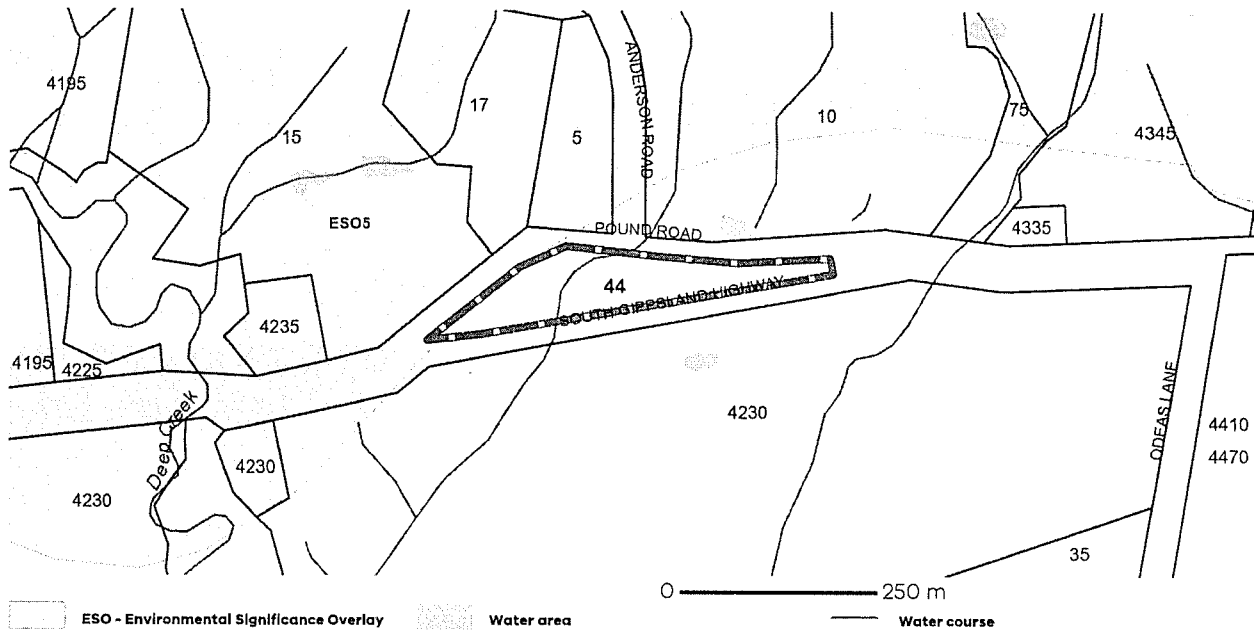 4195
15
17
5
ANDERSON ROAD
10
75
4345
ESO5
POUND ROAD
4335
44
SOUTH GIPPSLAND HIGHWAY
4235
4195
4225
Deep Creek
4230
4230
4230
ODEAS LANE
4410
4470
35
0 250 m
ESO - Environmental Significance Overlay Water area Water course